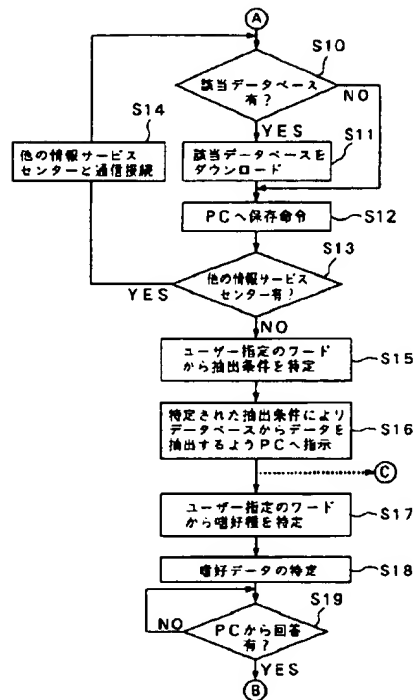 A
S10
該当データベース
有?
NO
YES
S14
他の情報サービス
センターと通信接続
S11
該当データベースを
ダウンロード
PCへ保存命令
S12
S13
他の情報サービス
センター有?
YES
NO
ユーザー指定のワード
から抽出条件を特定
S15
特定された抽出条件により
データベースからデータを
抽出するようPCへ指示
S16
C
ユーザー指定のワード
から嗜好種を特定
S17
嗜好データの特定
S18
S19
NO
PCから回答
有?
YES
B